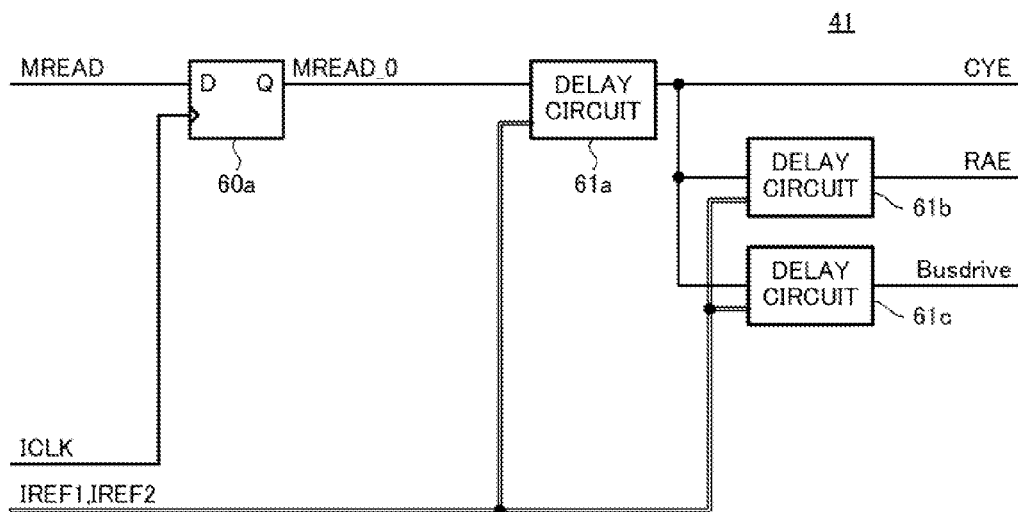 41
MREAD
D Q
MREAD_0
DELAY
CIRCUIT
CYE
60a
61a
DELAY
CIRCUIT
RAE
61b
DELAY
CIRCUIT
Busdrive
61c
ICLK
IREF1,IREF2